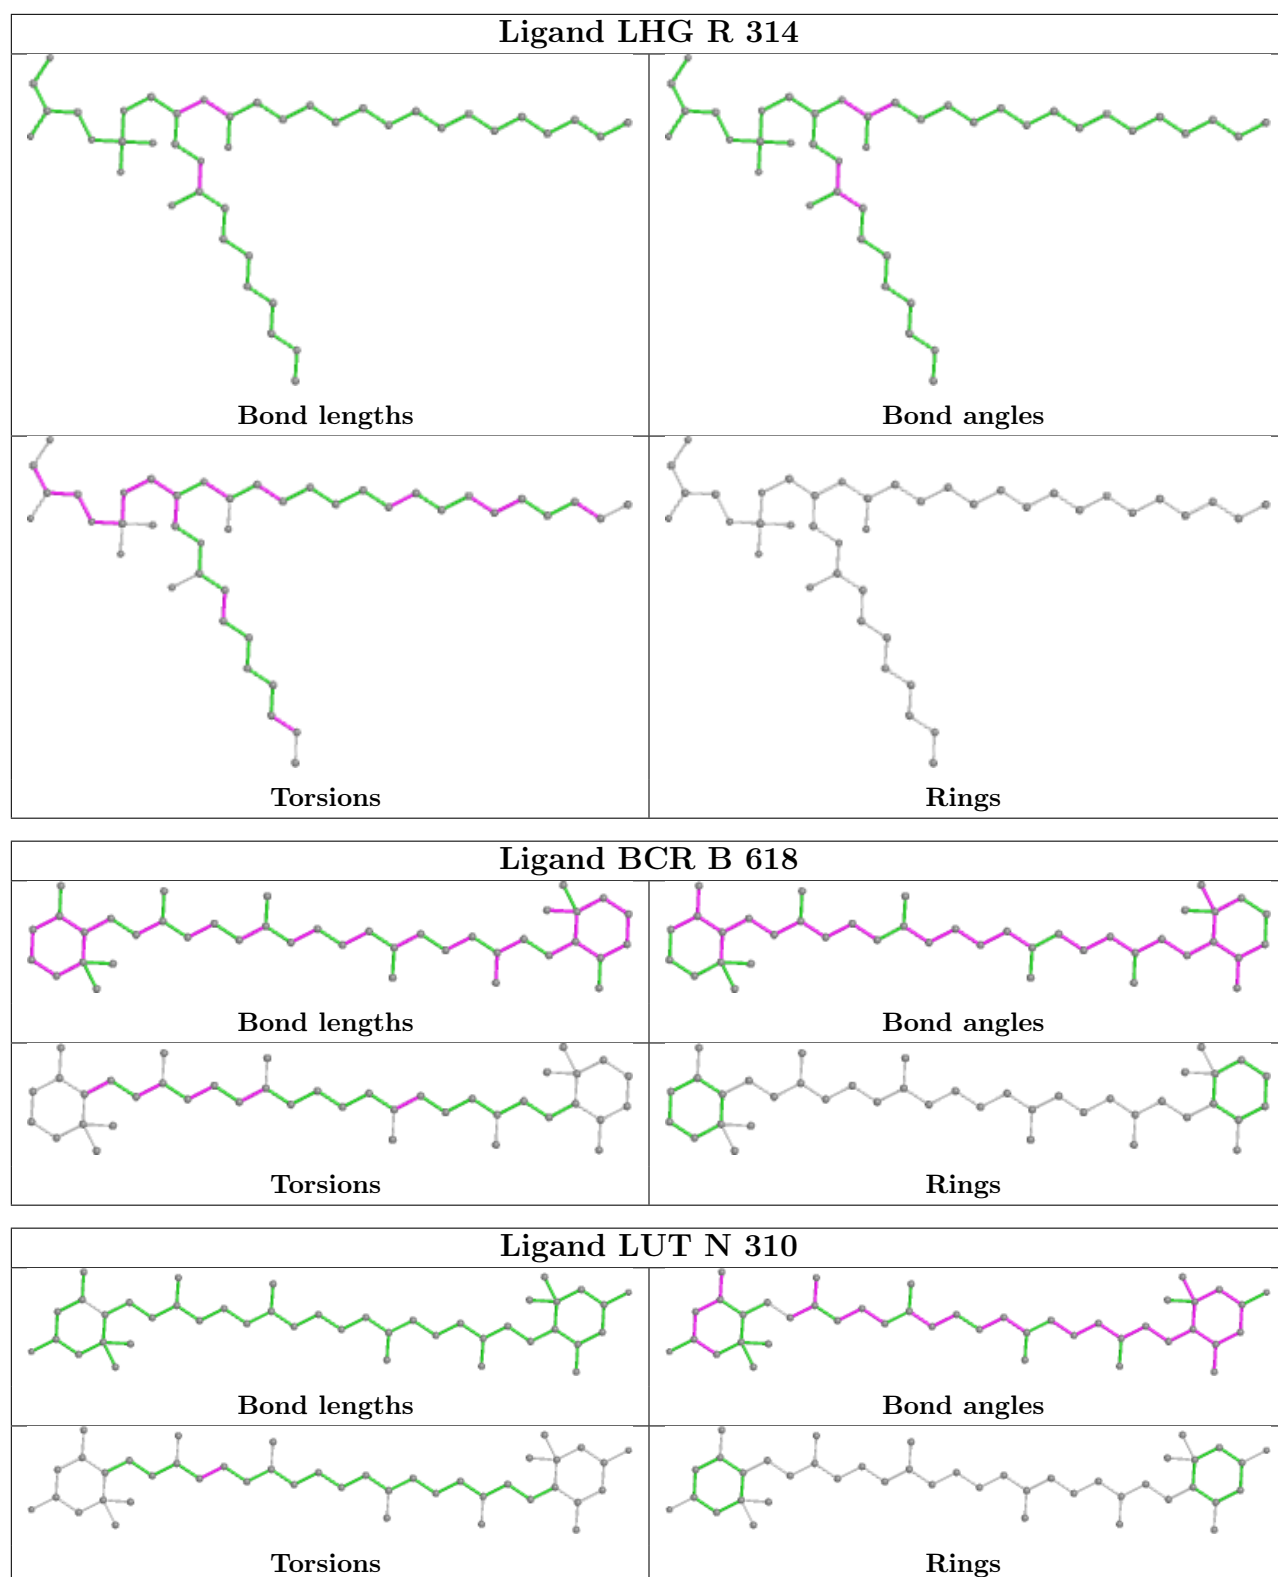 Ligand LHG R 314
Bond lengths
Bond angles
Torsions
Rings
Ligand BCR B 618
Bond lengths
Bond angles
Torsions
Rings
Ligand LUT N 310
Bond lengths
Bond angles
Torsions
Rings